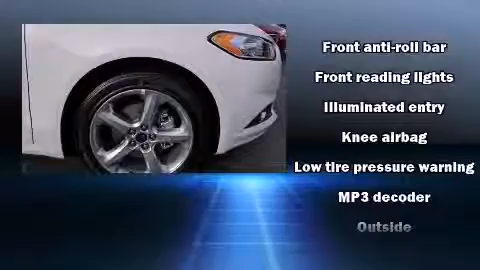 Front anti-roll bar
Front reading lights
Illuminated entry
Knee airbag
Low tire pressure warning
MP3 decoder
Outside